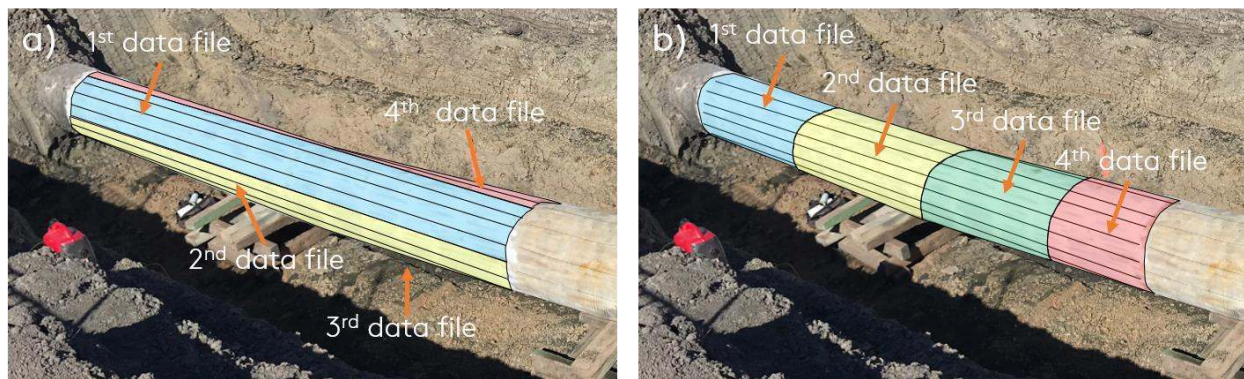 a)
1st data file
4th data file
2nd data file
3rd data file
b)
1st data file
2nd data file
3rd data file
4th data file